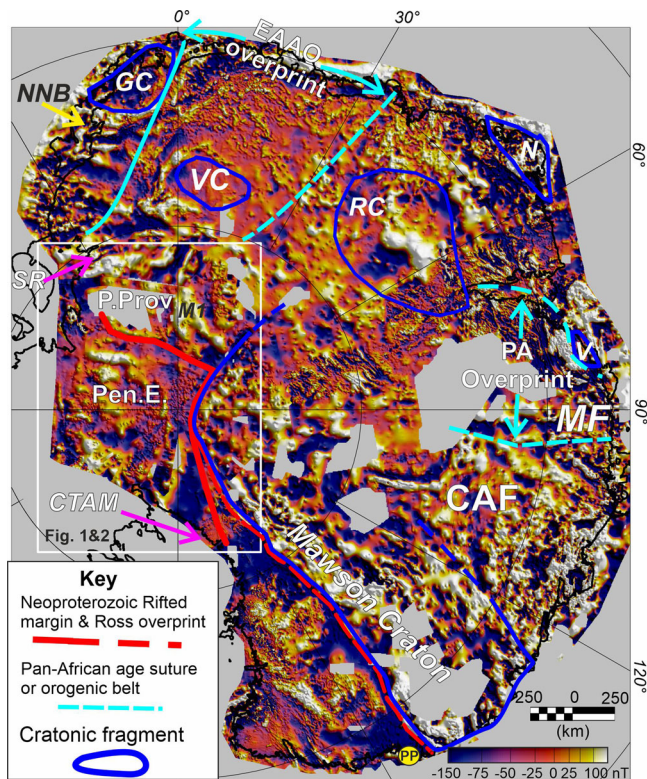 0°
30°
EAAO
overprint
GC
NNB
N
60°
VC
RC
SR
P.Prov
M1
PA
Overprint
V
Pen.E.
MF
90°
CTAM
CAF
Fig. 1&2
Mawson Craton
Key
Neoproterozoic Rifted
margin & Ross overprint
Pan-African age suture
or orogenic belt
Cratonic fragment
120°
250 0 250
(km)
PP
-150 -75 -50 -25 0 25 50 100 nT